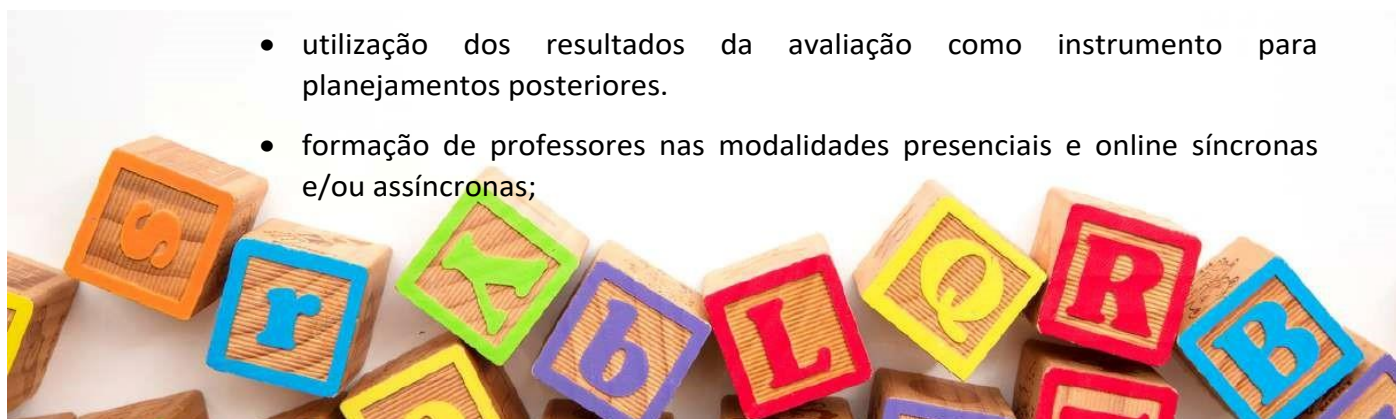 • utilização dos resultados da avaliação como instrumento para
planejamentos posteriores.
• formação de professores nas modalidades presenciais e online síncronas
e/ou assíncronas;
S r Y b L Q R B